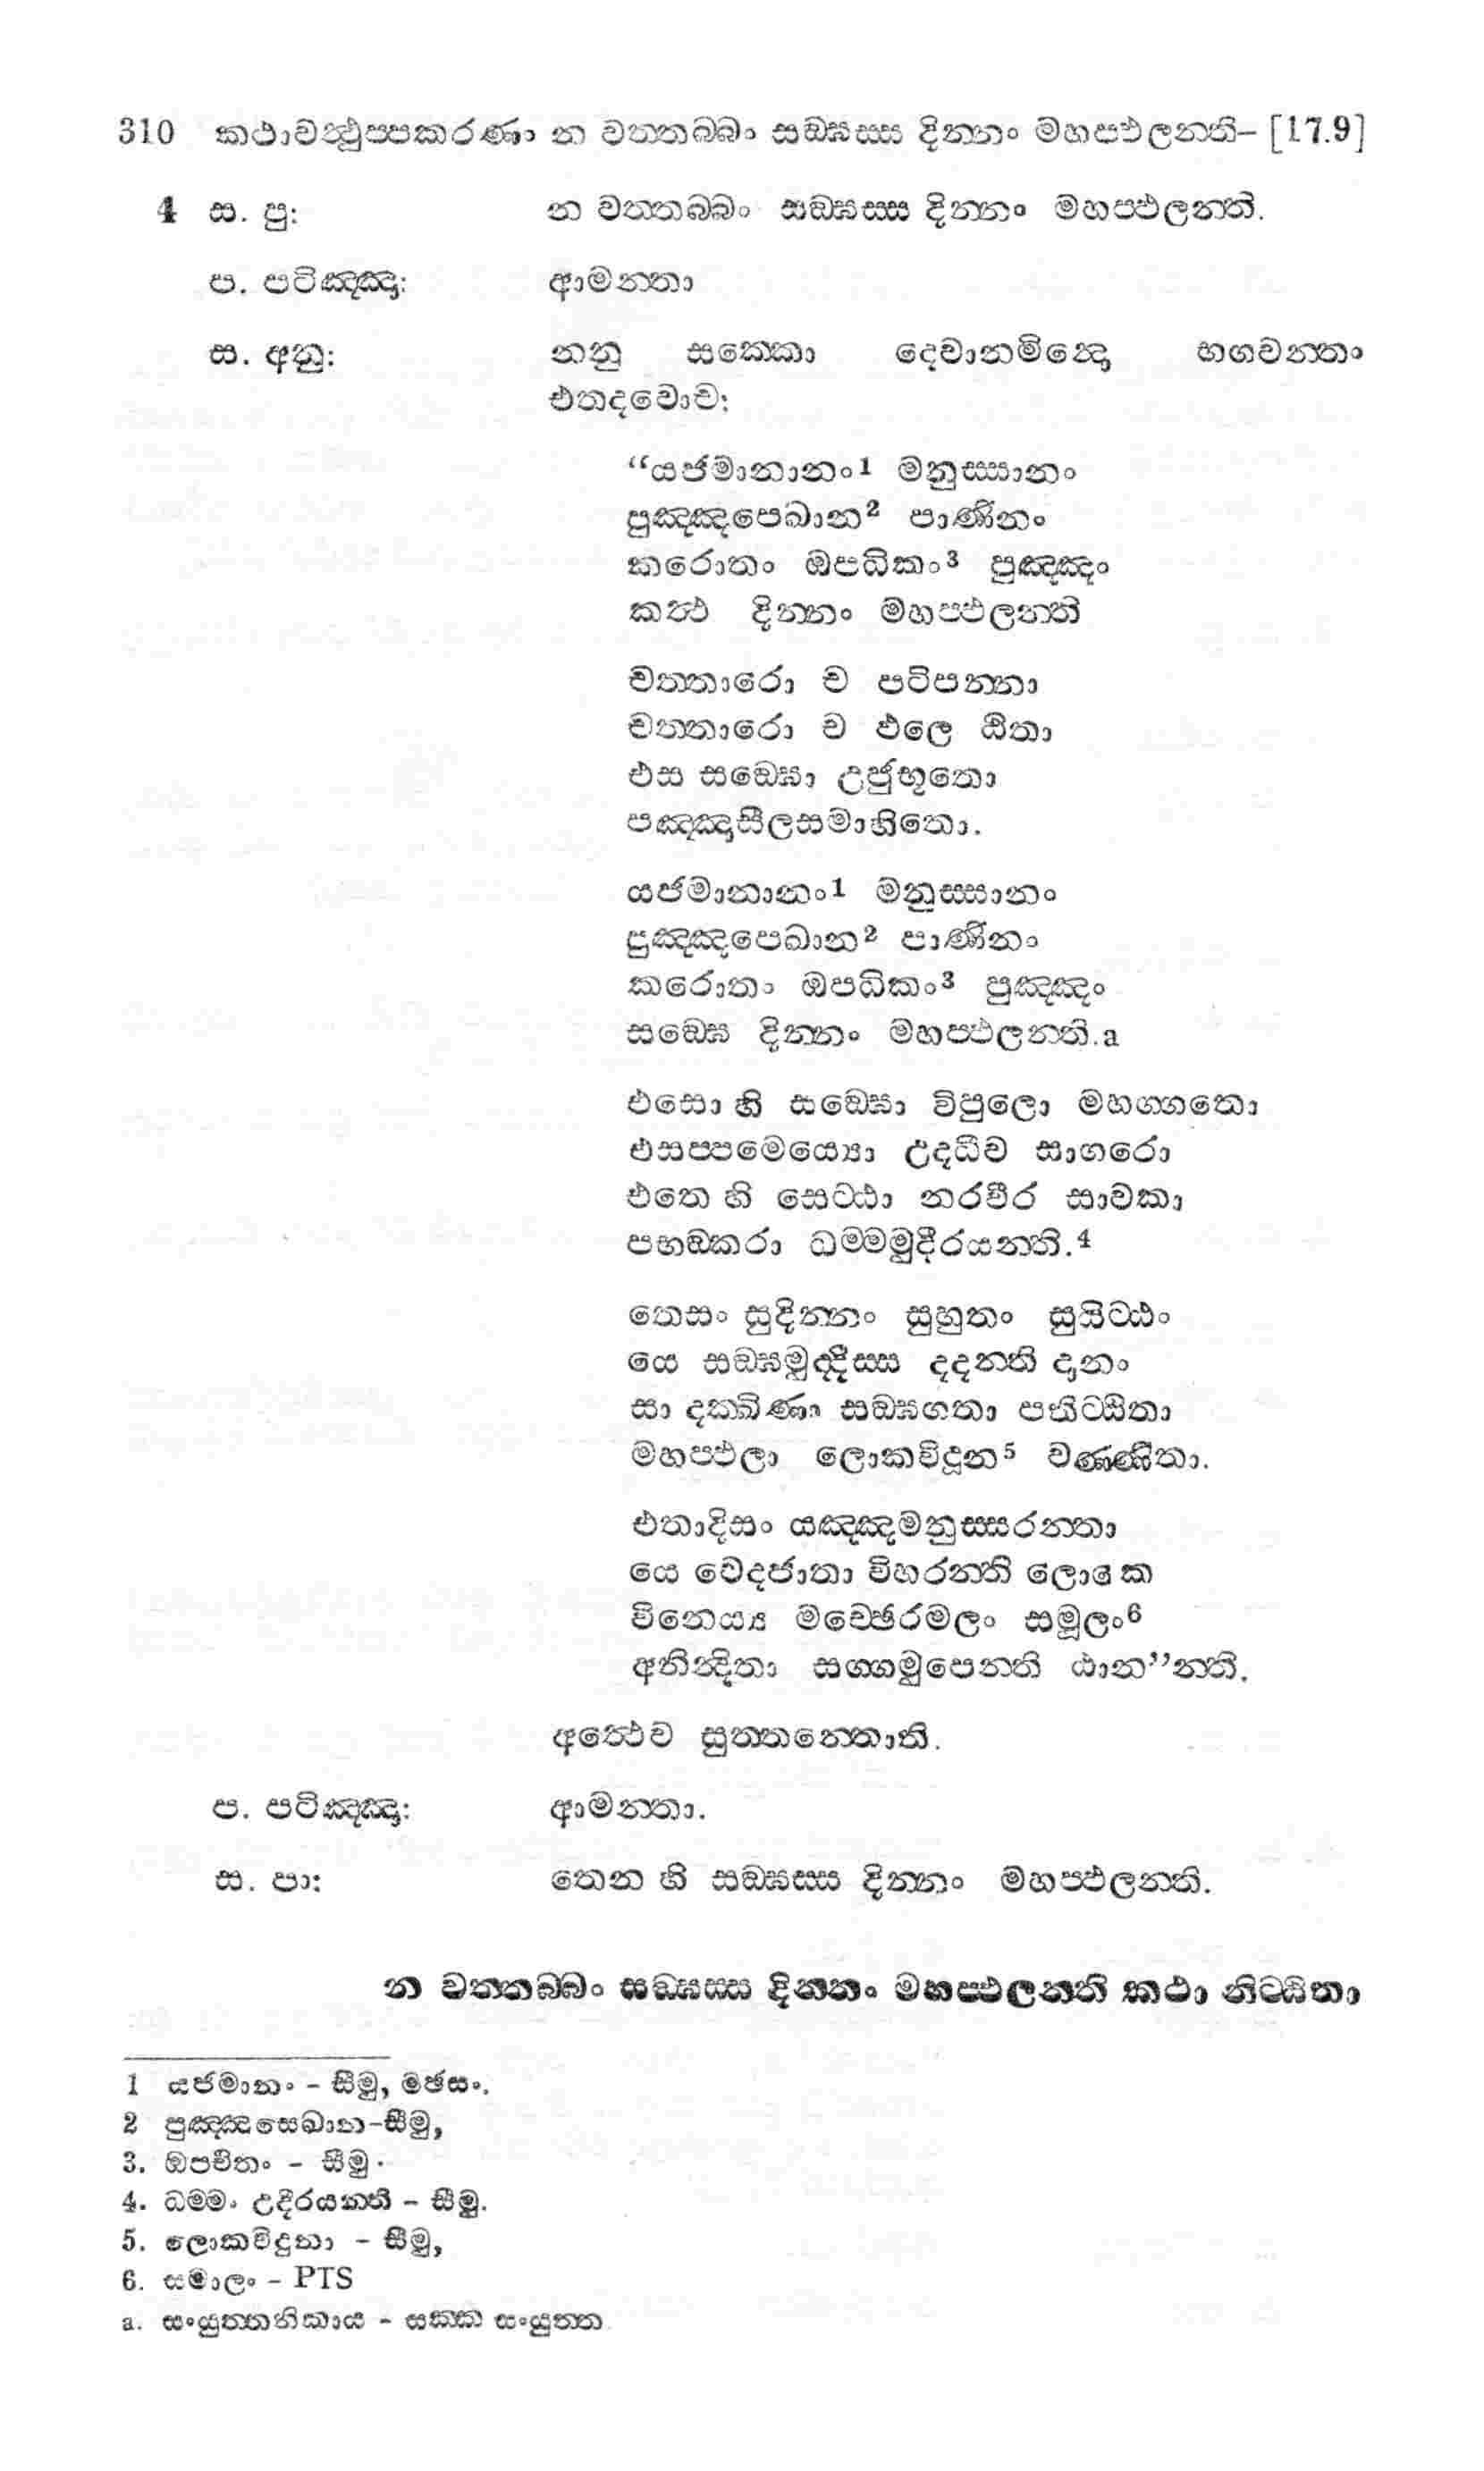 310 කථාවත්‍ථුප්පකරණං න වත්තබ්බං සඞ්ඝස්ස දින්නං මහප්ඵලන්ති– [17.9]
4 ස. පු: න වත්තබ්බං සඞ්ඝස්ස දින්නං මහප්ඵලන්ති.
ප. පටිඤ්ඤා: ආමන්තා
ස. අනු: නනු සක්කො දෙවානමින්‍දො භගවන්තං
එතදවොච:
“යජමානානං1 මනුස්සානං
පුඤ්ඤපෙඛාන2 පාණිනං
කරොතං ඔපධිකං3 පුඤ්ඤං
කත්‍ථ දින්නං මහප්ඵලන්ති
චත්තාරො ච පටිපන්නා
චත්තාරො ච ඵලෙ ඨිතා
එස සඞ්ඝො උජුභූතො
පඤ්ඤාසීලසමාහිතො.
යජමානානං1 මනුස්සානං
පුඤ්ඤපෙඛාන2 පාණිනං
කරොතං ඔපධිකං3 පුඤ්ඤං
සඞ්ඝෙ දින්නං මහප්ඵලන්ති.a
එසො හි සඞ්ඝො විපුලො මහග්ගතො
එසප්පමෙය්‍යො උදධීව සාගරො
එතෙ හි සෙට්ඨා නරවීර සාවකා
පභඞ්කරා ධම්මමුදීරයන්ති.4
තෙසං සුදින්නං සුහුතං සුයිට්ඨං
යෙ සඞ්ඝමුද්දිස්ස දදන්ති දානං
සා දක්ඛිණා සඞ්ඝගතා පතිට්ඨිතා
මහප්ඵලා ලොකවිදූන5 වණ්ණිතා.
එතාදිසං යඤ්ඤමනුස්සරන්තා
යෙ වෙදජාතා විහරන්ති ලොකෙ
විනෙය්‍ය මච්ඡෙරමලං සමූලං6
අනින්‍දිතා සග්ගමුපෙන්ති ඨාන”න්ති.
අත්‍ථෙව සුත්තන්තොති.
ප. පටිඤ්ඤා: ආමන්තා.
ස. පා: තෙන හි සඞ්ඝස්ස දින්නං මහප්ඵලන්ති.
න වත්තබ්බං සඞ්ඝස්ස දින්නං මහප්ඵලන්ති කථා නිට්ඨිතා
1 යජමානං – සීමු, මඡසං.
2 පුඤ්ඤසෙඛාන–සීමු,
3. ඔපචිතං – සීමු.
4. ධම්මං උදීරයන්ති – සීමු.
5. ලොකවිදුනා – සීමු,
6. සමාලං – PTS
a. සංයුත්තනිකාය – සක්ක සංයුත්ත